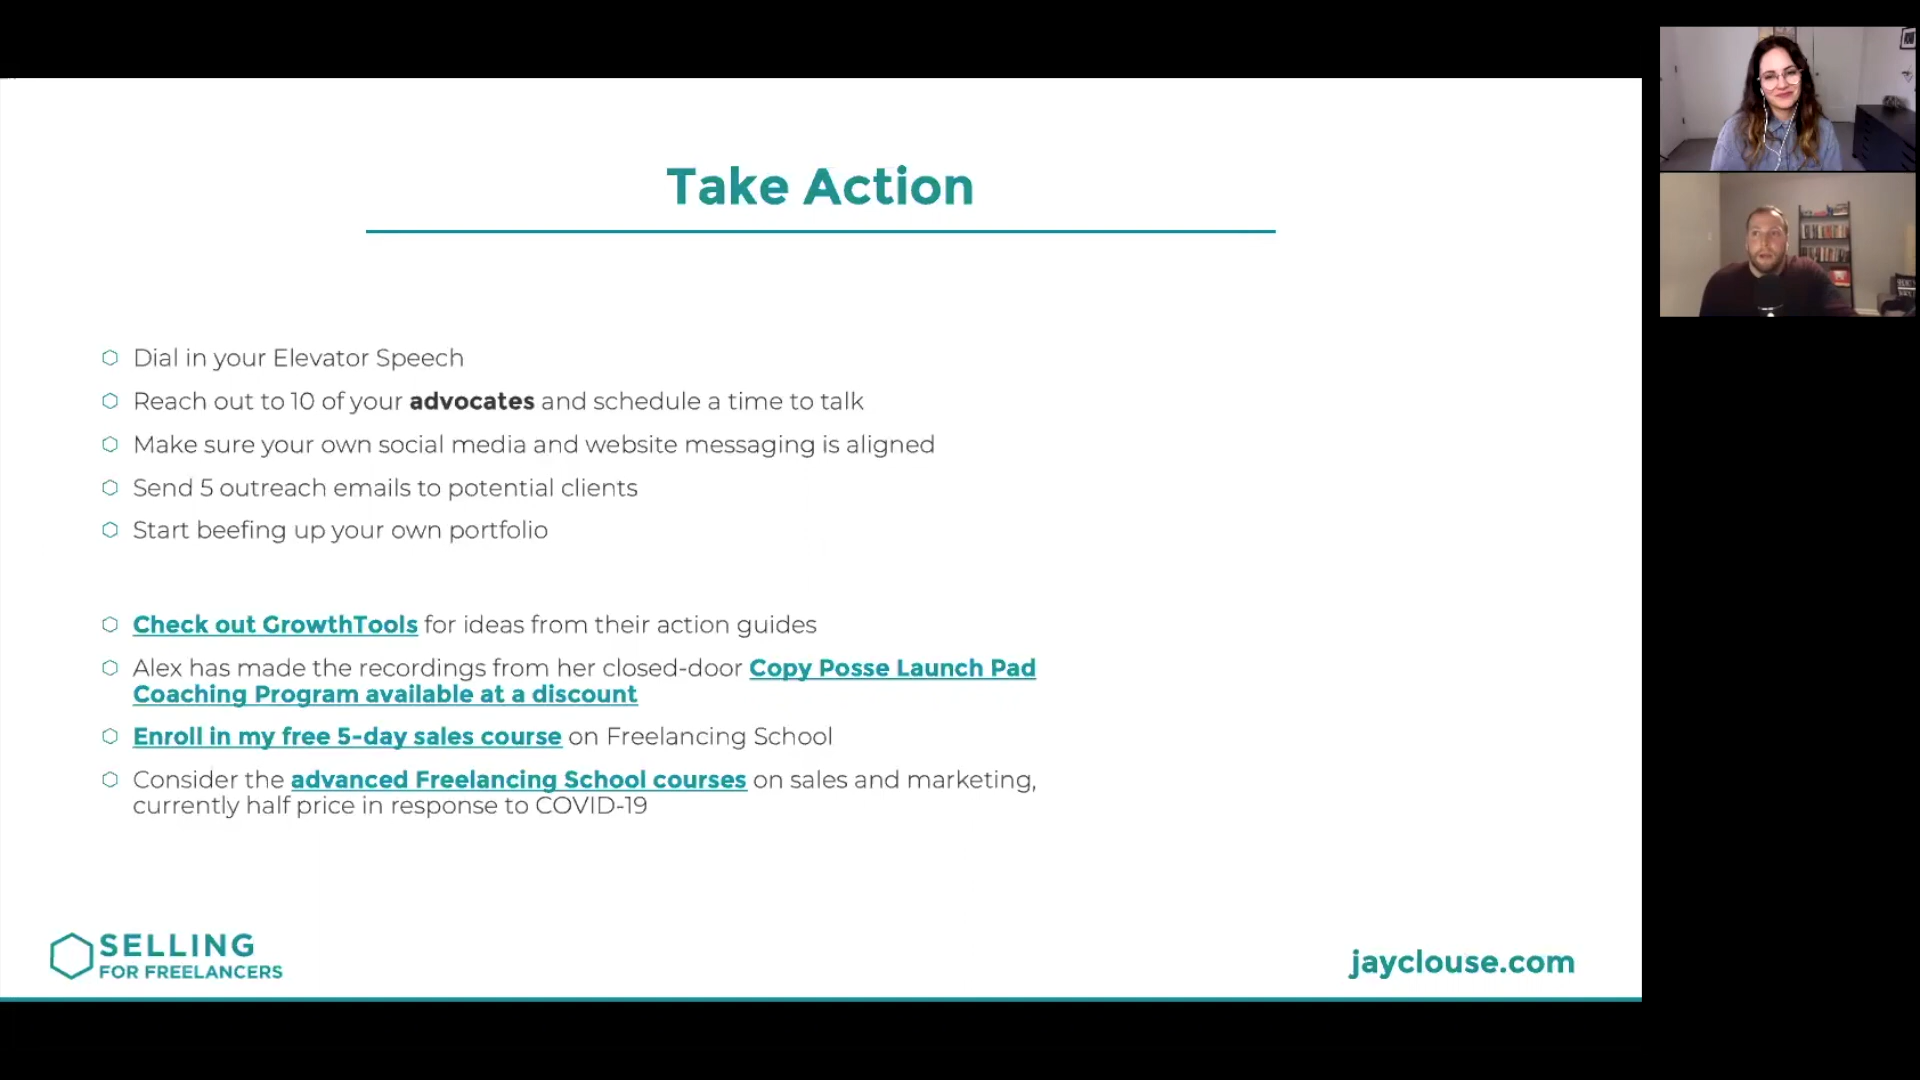 Take Action
Dial in your Elevator Speech
Reach out to 10 of your advocates and schedule a time to talk
Make sure your own social media and website messaging is aligned
Send 5 outreach emails to potential clients
Start beefing up your own portfolio
Check out GrowthTools for ideas from their action guides
Alex has made the recordings from her closed-door Copy Posse Launch Pad
Coaching Program available at a discount
Enroll in my free 5-day sales course on Freelancing School
Consider the advanced Freelancing School courses on sales and marketing,
currently half price in response to COVID-19
SELLING
FOR FREELANCERS
jayclouse.com